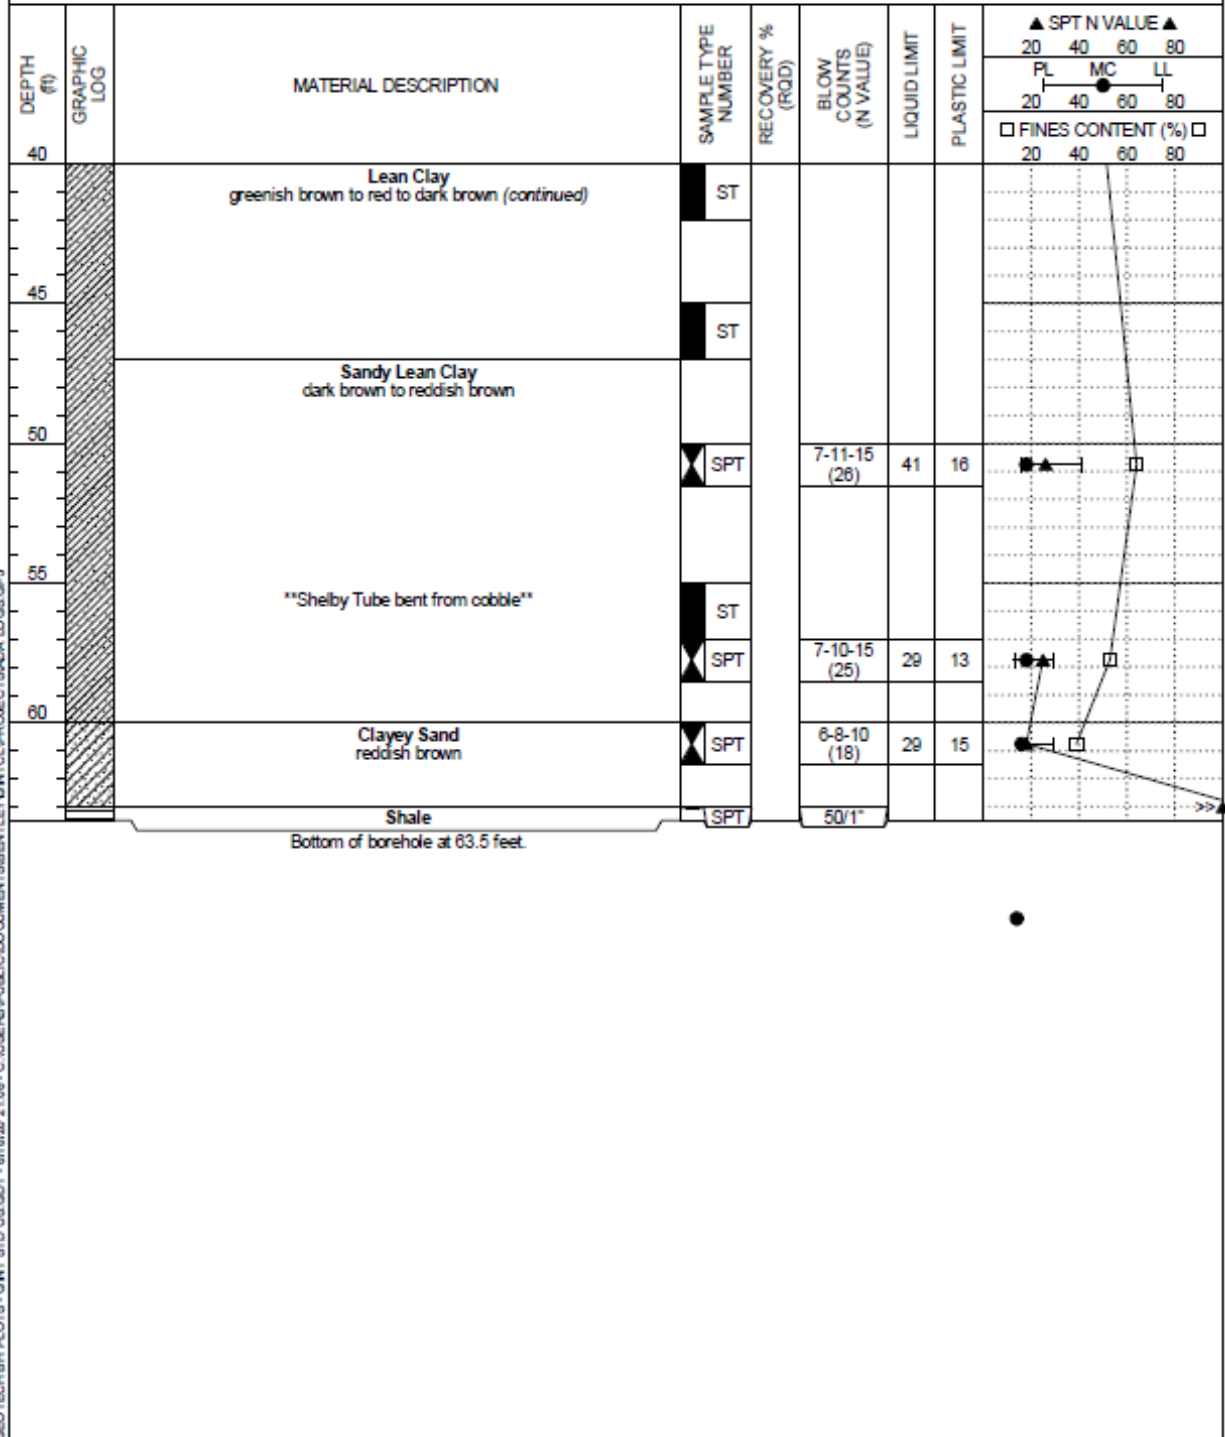 DEPTH
(ft)
GRAPHIC
LOG
MATERIAL DESCRIPTION
SAMPLE TYPE
NUMBER
RECOVERY %
(RQD)
BLOW
COUNTS
(N VALUE)
LIQUID LIMIT
PLASTIC LIMIT
▲ SPT N VALUE ▲
20 40 60 80
PL MC LL
20 40 60 80
□ FINES CONTENT (%) □
20 40 60 80
40
Lean Clay
greenish brown to red to dark brown (continued)
ST
45
ST
Sandy Lean Clay
dark brown to reddish brown
50
SPT
7-11-15
(26)
41
16
55
**Shelby Tube bent from cobble**
ST
SPT
7-10-15
(25)
29
13
60
Clayey Sand
reddish brown
SPT
6-8-10
(18)
29
15
>>
Shale
SPT
50/1"
Bottom of borehole at 63.5 feet.